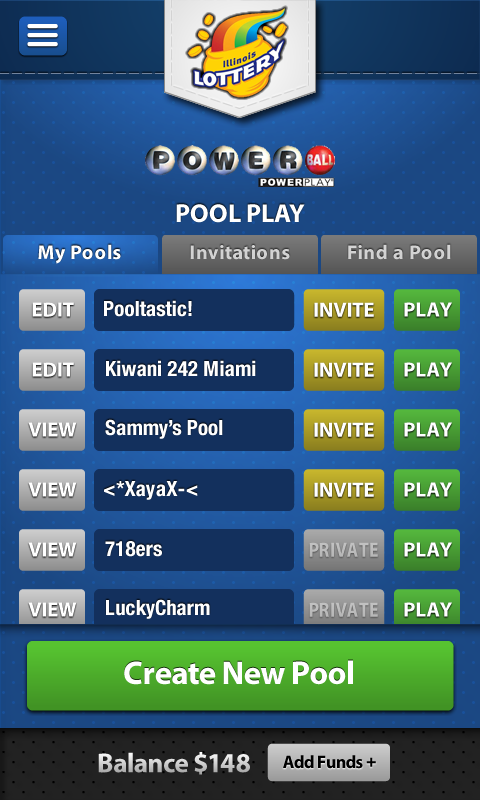 Illinois
LOTTERY
POWERBALL
POWERPLAY
POOL PLAY
My Pools Invitations Find a Pool
EDIT Pooltastic! INVITE PLAY
EDIT Kiwani 242 Miami INVITE PLAY
VIEW Sammy's Pool INVITE PLAY
VIEW <*XayaX-< INVITE PLAY
VIEW 718ers PRIVATE PLAY
VIEW LuckyCharm PRIVATE PLAY
Create New Pool
Balance $148 Add Funds +